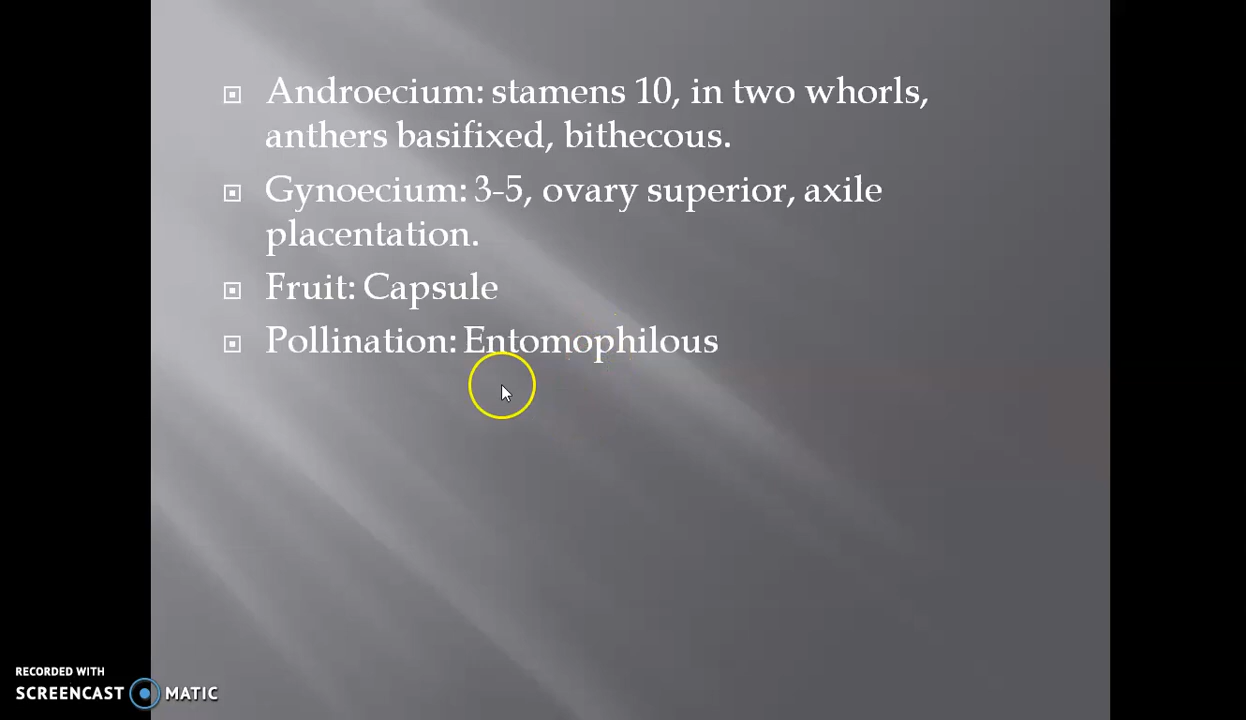 Androecium: stamens 10, in two whorls,
anthers basifixed, bithecous.
Gynoecium: 3-5, ovary superior, axile
placentation.
Fruit: Capsule
Pollination: Entomophilous
RECORDED WITH
SCREENCAST MATIC